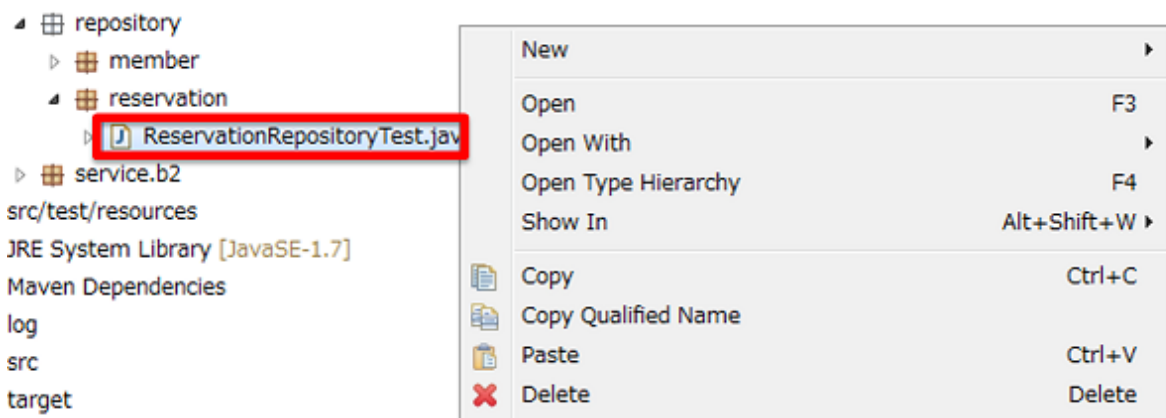 repository
member
reservation
ReservationRepositoryTest.jav
service.b2
src/test/resources
JRE System Library [JavaSE-1.7]
Maven Dependencies
log
src
target
New
Open F3
Open With
Open Type Hierarchy F4
Show In Alt+Shift+W
Copy Ctrl+C
Copy Qualified Name
Paste Ctrl+V
Delete Delete